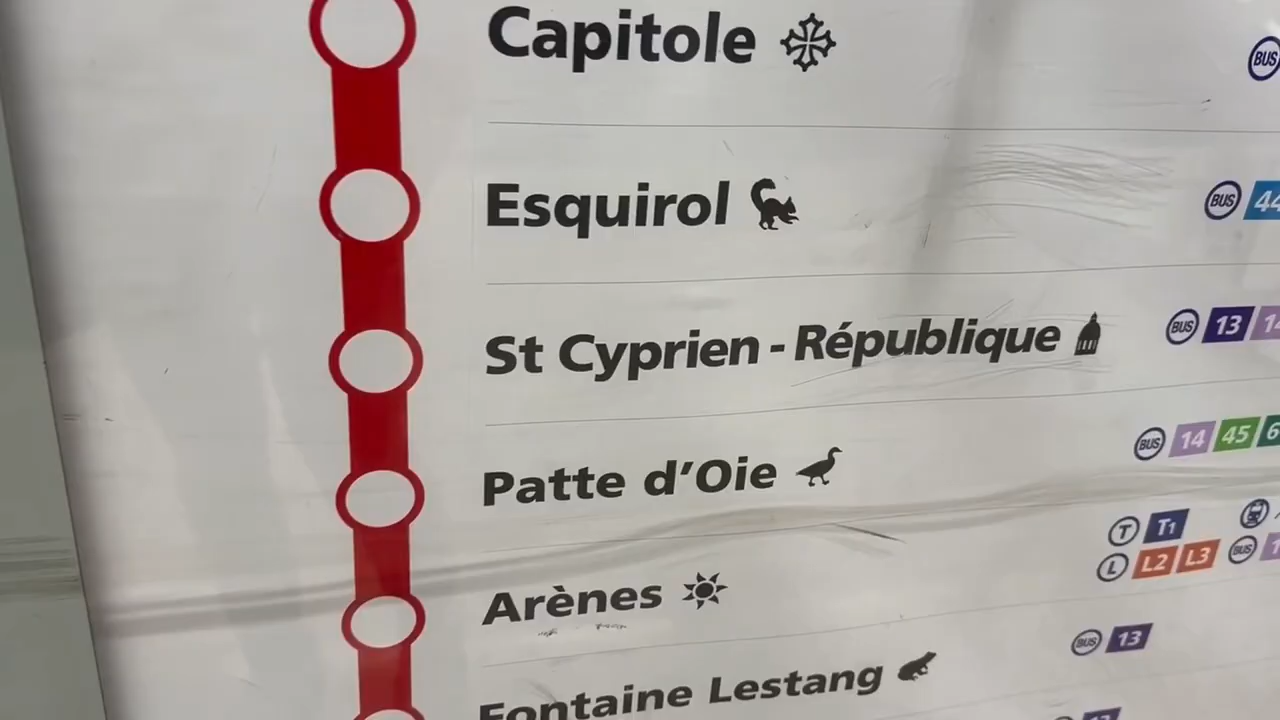 Capitole
BUS
Esquirol
BUS 44
St Cyprien - République
BUS 13
Patte d'Oie
BUS 14 45
T T1
Arènes
L L2 L3 BUS
Fontaine Lestang
BUS 13